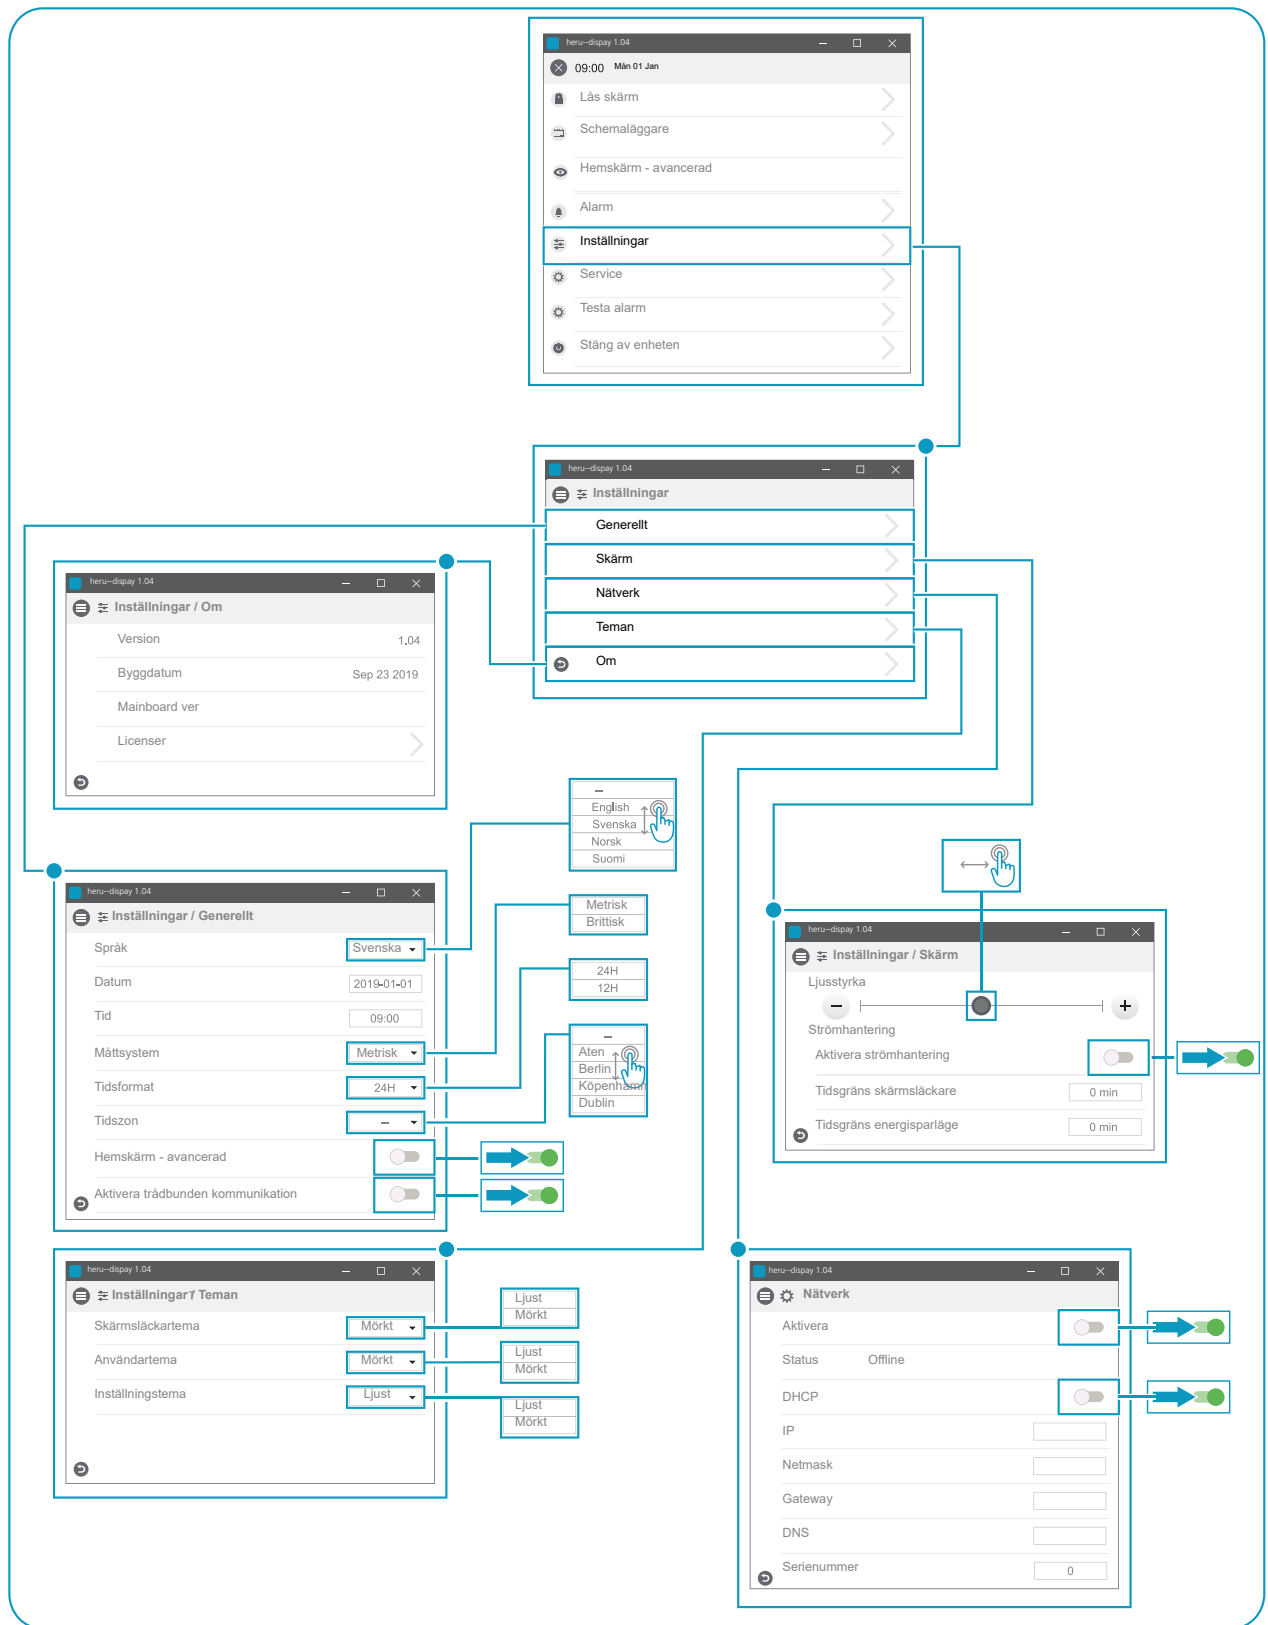 heru--dispay 1.04
09:00 Mån 01 Jan
Lås skärm
Schemaläggare
Hemskärm - avancerad
Alarm
Inställningar
Service
Testa alarm
Stäng av enheten
heru--dispay 1.04
Inställningar
Generellt
Skärm
Nätverk
Teman
Om
heru--dispay 1.04
Inställningar / Om
Version 1.04
Byggdatum Sep 23 2019
Mainboard ver
Licenser
–
English
Svenska
Norsk
Suomi
heru--dispay 1.04
Inställningar / Generellt
Språk Svenska
Datum 2019-01-01
Tid 09:00
Måttsystem Metrisk
Tidsformat 24H
Tidszon –
Hemskärm - avancerad
Aktivera trådbunden kommunikation
Metrisk
Brittisk
24H
12H
–
Aten
Berlin
Köpenhamn
Dublin
heru--dispay 1.04
Inställningar / Skärm
Ljusstyrka
– +
Strömhantering
Aktivera strömhantering
Tidsgräns skärmsläckare 0 min
Tidsgräns energisparläge 0 min
heru--dispay 1.04
Inställningar / Teman
Skärmsläckartema Mörkt
Användartema Mörkt
Inställningstema Ljust
Ljust
Mörkt
Ljust
Mörkt
Ljust
Mörkt
heru--dispay 1.04
Nätverk
Aktivera
Status Offline
DHCP
IP
Netmask
Gateway
DNS
Serienummer 0